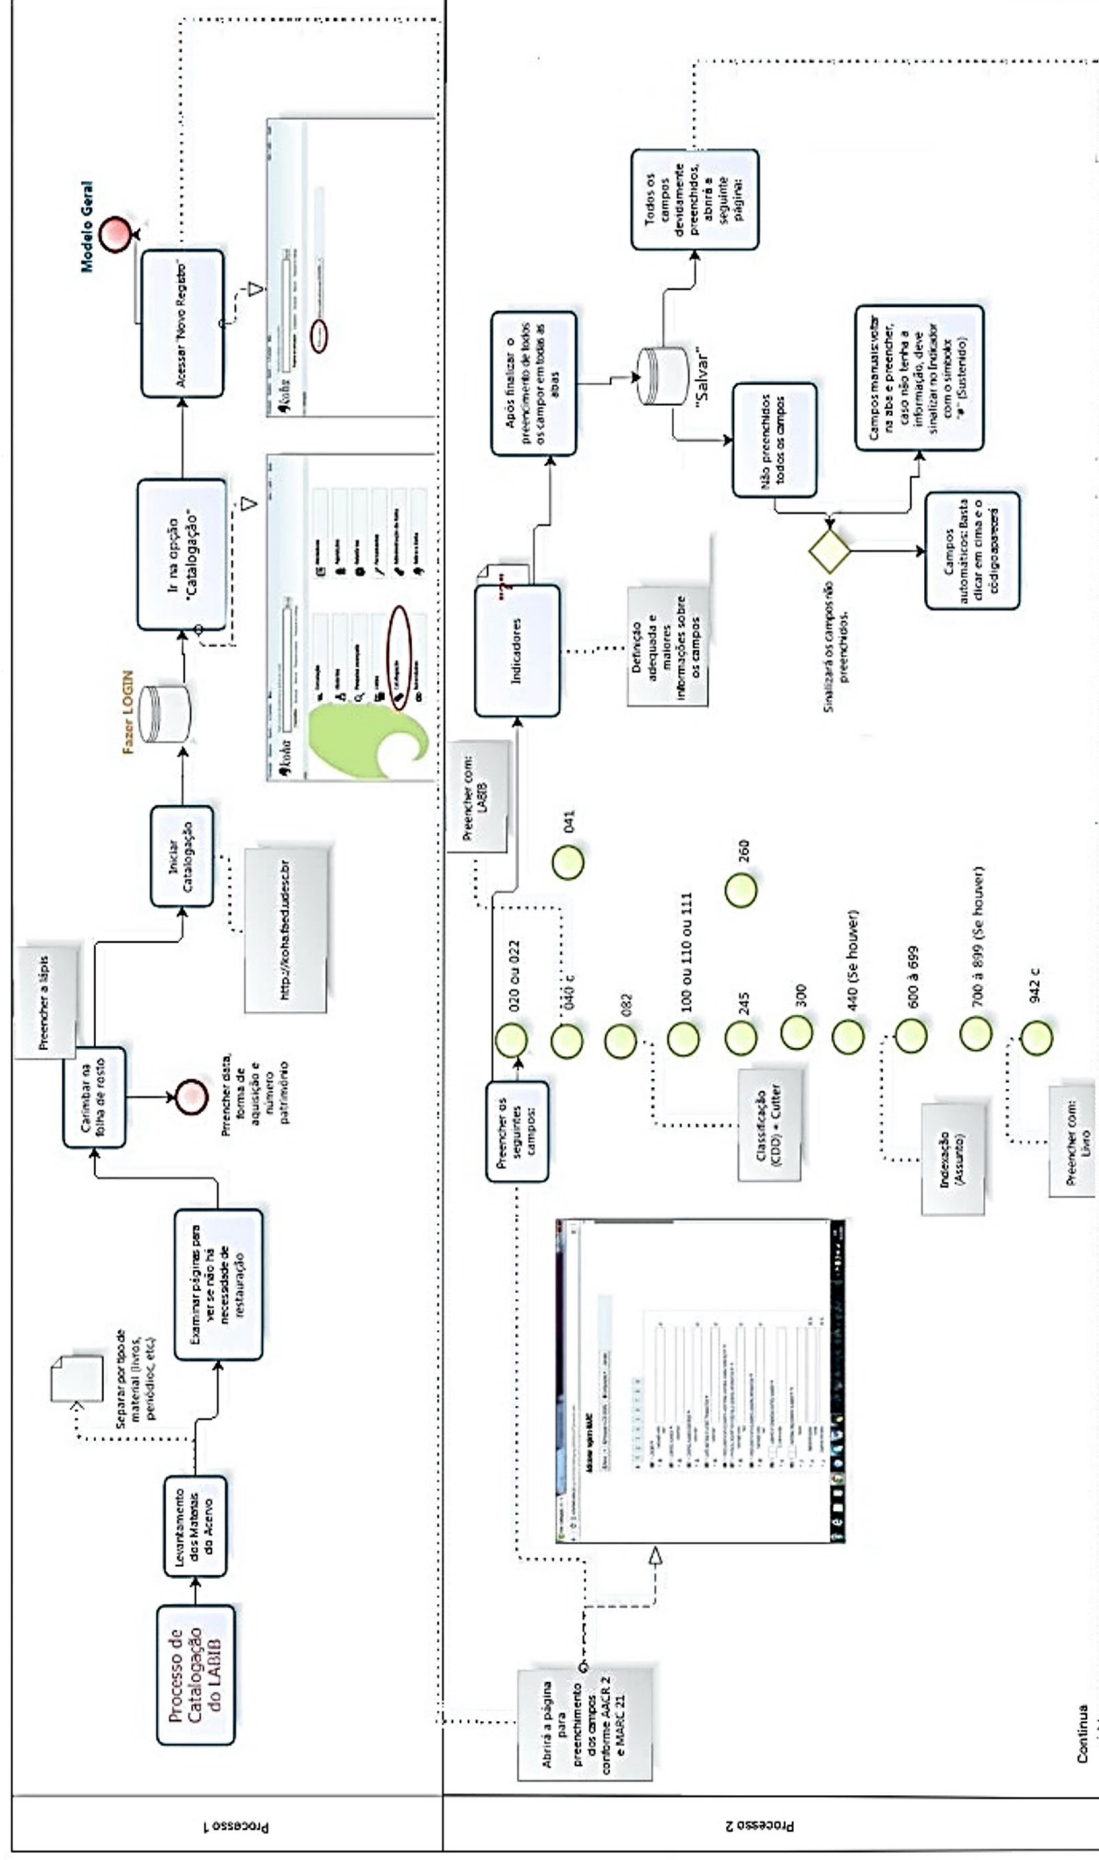 Processo 1
Processo de
Catalogação
do LABIB
Levantamento
dos Materiais
do Acervo
Separar por tipo de
material (livros,
periódioc, etc)
Examinar páginas para
ver se não há
necessidade de
restauração
Carimbar na
folha de rosto
Preencher a lápis
Prrencher data,
forma de
aquisição e
número
patrimônio
Iniciar
Catalogação
http://koha.faed.udesc.br
Fazer LOGIN
Ir na opção
"Catalogação"
koha
Acessar "Novo Registro"
Modelo Geral
koha
Processo 2
Abrirá a página
para
preenchimento
dos campos
conforme AACR 2
e MARC 21
Preencher os
seguintes
campos:
020 ou 022
040 c
041
082
100 ou 110 ou 111
245
260
300
440 (Se houver)
600 à 699
700 à 899 (Se houver)
942 c
Preencher com:
LABIB
Classificação
(CDD) + Cutter
Indexação
(Assunto)
Preencher com:
Livro
Indicadores
"?"
Definição
adequada e
maiores
informações sobre
os campos
Após finalizar o
preencimento de todos
os campor em todas as
abas
"Salvar"
Todos os
campos
devidamente
preenchidos,
abrirá a
seguinte
página:
Não preenchidos
todos os campos
Sinalizará os campos não
preenchidos.
Campos manuais: voltar
na aba e preencher,
caso não tenha a
informação, deve
sinalizar no Indicador
com o simbolo:
"#" (Sustenido)
Campos
automáticos: Basta
clicar em cima e o
código aparecerá
Continua